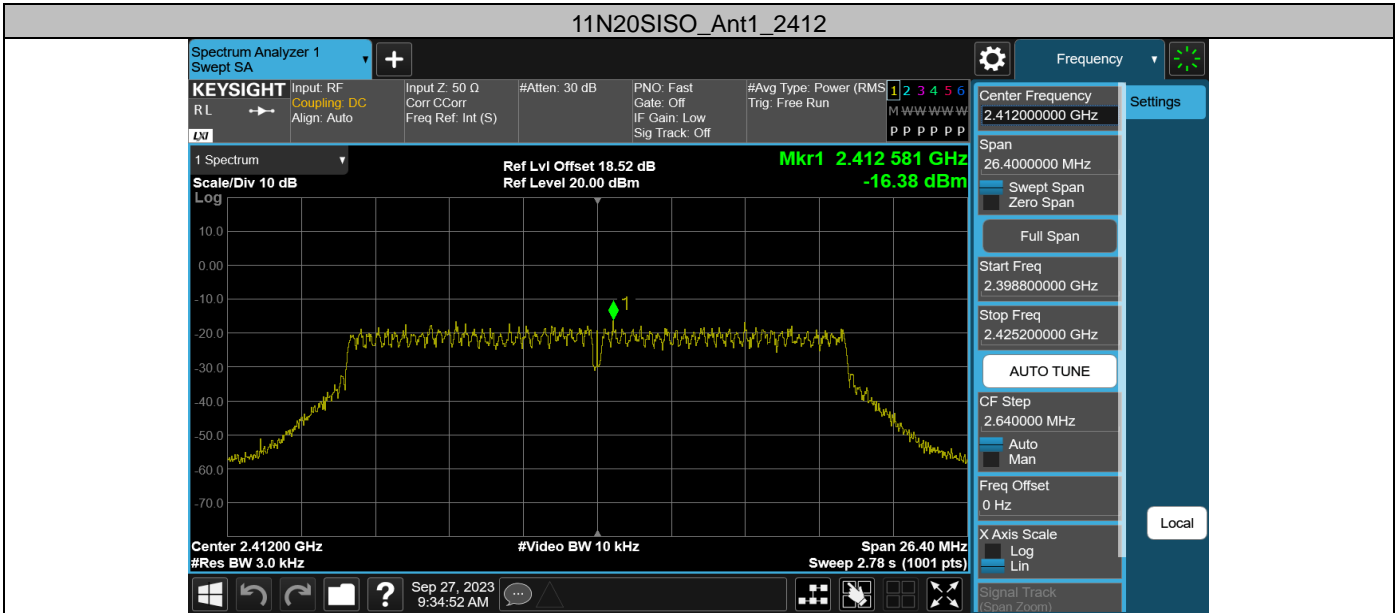 11N20SISO_Ant1_2412
Spectrum Analyzer 1
Swept SA
Frequency
KEYSIGHT
R L
LXI
Input: RF
Coupling: DC
Align: Auto
Input Z: 50 Ω
Corr CCorr
Freq Ref: Int (S)
#Atten: 30 dB
PNO: Fast
Gate: Off
IF Gain: Low
Sig Track: Off
#Avg Type: Power (RMS
Trig: Free Run
1 2 3 4 5 6
M W W W W W
P P P P P P
1 Spectrum
Scale/Div 10 dB
Ref Lvl Offset 18.52 dB
Ref Level 20.00 dBm
Mkr1 2.412 581 GHz
-16.38 dBm
Log
10.0
0.00
-10.0
-20.0
-30.0
-40.0
-50.0
-60.0
-70.0
1
Center 2.41200 GHz
#Res BW 3.0 kHz
#Video BW 10 kHz
Span 26.40 MHz
Sweep 2.78 s (1001 pts)
Center Frequency
2.412000000 GHz
Settings
Span
26.4000000 MHz
Swept Span
Zero Span
Full Span
Start Freq
2.398800000 GHz
Stop Freq
2.425200000 GHz
AUTO TUNE
CF Step
2.640000 MHz
Auto
Man
Freq Offset
0 Hz
X Axis Scale
Log
Lin
Local
Signal Track
(Span Zoom)
?
Sep 27, 2023
9:34:52 AM